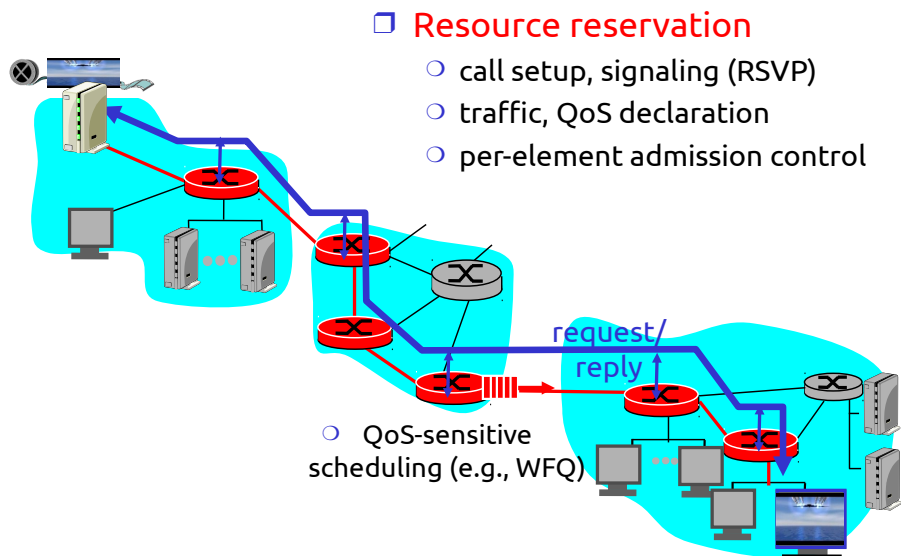 ❒ Resource reservation
❍ call setup, signaling (RSVP)
❍ traffic, QoS declaration
❍ per-element admission control
request/
reply
❍ QoS-sensitive
scheduling (e.g., WFQ)